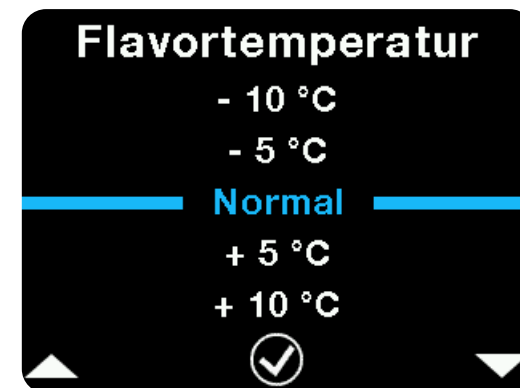 Flavortemperatur
- 10 °C
- 5 °C
Normal
+ 5 °C
+ 10 °C